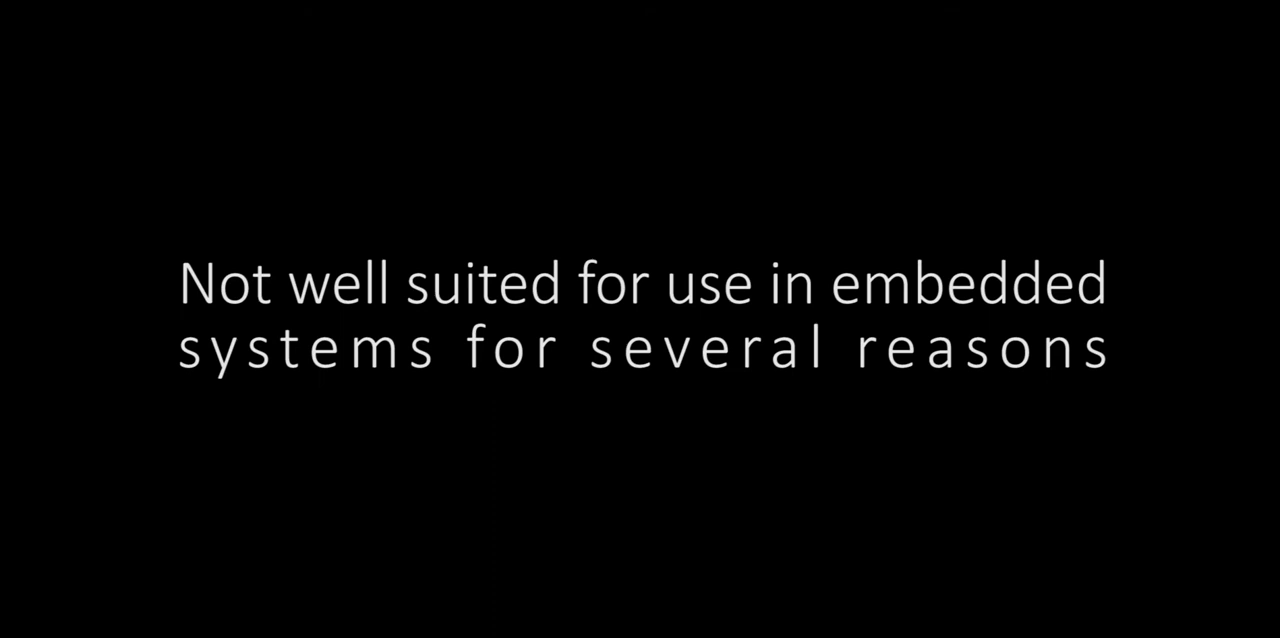 Not well suited for use in embedded
systems for several reasons